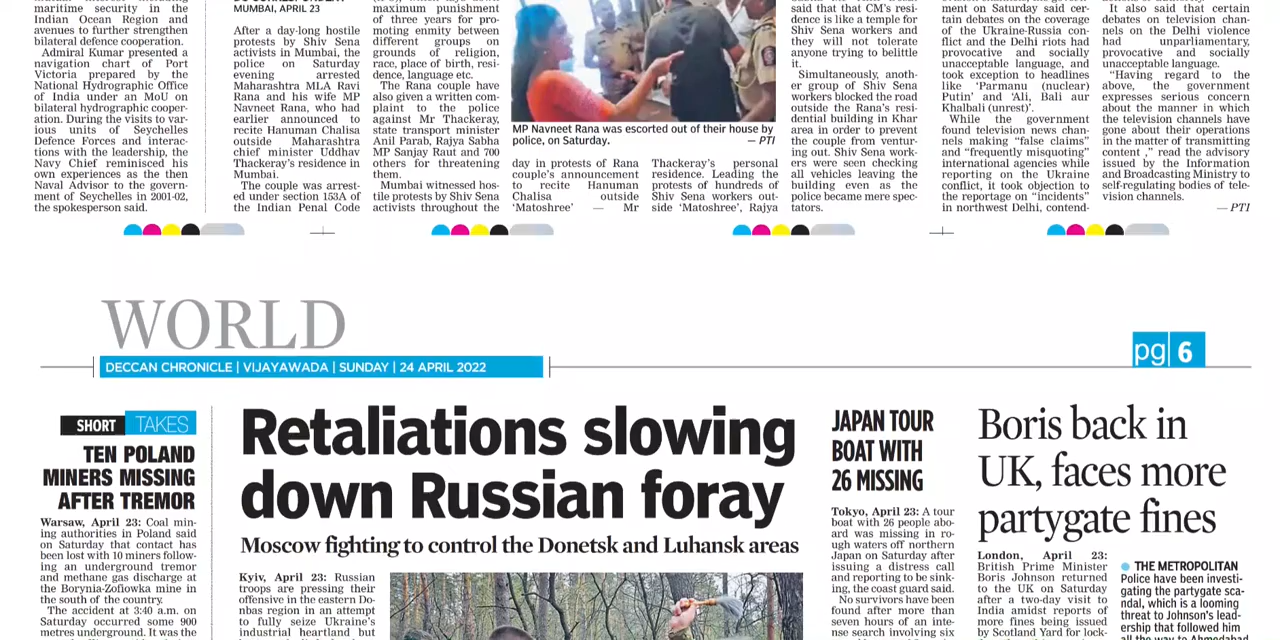 maritime security in the
Indian Ocean Region and
avenues to further strengthen
bilateral defence cooperation.
Admiral Kumar presented a
navigation chart of Port
Victoria prepared by the
National Hydrographic Office
of India under an MoU on
bilateral hydrographic cooper-
ation. During the visits to var-
ious units of Seychelles
Defence Forces and interac-
tions with the leadership, the
Navy Chief reminisced his
own experiences as the then
Naval Advisor to the govern-
ment of Seychelles in 2001-02,
the spokesperson said.
MUMBAI, APRIL 23
After a day-long hostile
protests by Shiv Sena
activists in Mumbai, the
police on Saturday
evening arrested
Maharashtra MLA Ravi
Rana and his wife MP
Navneet Rana, who had
earlier announced to
recite Hanuman Chalisa
outside Maharashtra
chief minister Uddhav
Thackeray's residence in
Mumbai.
The couple was arrest-
ed under section 153A of
the Indian Penal Code
maximum punishment
of three years for pro-
moting enmity between
different groups on
grounds of religion,
race, place of birth, resi-
dence, language etc.
The Rana couple have
also given a written com-
plaint to the police
against Mr Thackeray,
state transport minister
Anil Parab, Rajya Sabha
MP Sanjay Raut and 700
others for threatening
them.
Mumbai witnessed hos-
tile protests by Shiv Sena
activists throughout the
MP Navneet Rana was escorted out of their house by
police, on Saturday. — PTI
day in protests of Rana
couple's announcement
to recite Hanuman
Chalisa outside
'Matoshree' — Mr
Thackeray's personal
residence. Leading the
protests of hundreds of
Shiv Sena workers out-
side 'Matoshree', Rajya
said that that CM's resi-
dence is like a temple for
Shiv Sena workers and
they will not tolerate
anyone trying to belittle
it.
Simultaneously, anoth-
er group of Shiv Sena
workers blocked the road
outside the Rana's resi-
dential building in Khar
area in order to prevent
the couple from ventur-
ing out. Shiv Sena work-
ers were seen checking
all vehicles leaving the
building even as the
police became mere spec-
tators.
ment on Saturday said cer-
tain debates on the coverage
of the Ukraine-Russia con-
flict and the Delhi riots had
provocative and socially
unacceptable language, and
took exception to headlines
like 'Parmanu (nuclear)
Putin' and 'Ali, Bali aur
Khalbali (unrest)'.
While the government
found television news chan-
nels making "false claims"
and "frequently misquoting"
international agencies while
reporting on the Ukraine
conflict, it took objection to
the reportage on "incidents"
in northwest Delhi, contend-
It also said that certain
debates on television chan-
nels on the Delhi violence
had unparliamentary,
provocative and socially
unacceptable language.
"Having regard to the
above, the government
expresses serious concern
about the manner in which
the television channels have
gone about their operations
in the matter of transmitting
content ," read the advisory
issued by the Information
and Broadcasting Ministry to
self-regulating bodies of tele-
vision channels.
— PTI
WORLD
DECCAN CHRONICLE | VIJAYAWADA | SUNDAY | 24 APRIL 2022
pg 6
SHORT TAKES
TEN POLAND
MINERS MISSING
AFTER TREMOR
Warsaw, April 23: Coal min-
ing authorities in Poland said
on Saturday that contact has
been lost with 10 miners follow-
ing an underground tremor
and methane gas discharge at
the Borynia-Zofiowka mine in
the south of the country.
The accident at 3:40 a.m. on
Saturday occurred some 900
metres underground. It was the
Retaliations slowing
down Russian foray
Moscow fighting to control the Donetsk and Luhansk areas
Kyiv, April 23: Russian
troops are pressing their
offensive in the eastern Do-
nbas region in an attempt
to fully seize Ukraine's
industrial heartland but
JAPAN TOUR
BOAT WITH
26 MISSING
Tokyo, April 23: A tour
boat with 26 people abo-
ard was missing in ro-
ugh waters off northern
Japan on Saturday after
issuing a distress call
and reporting to be sink-
ing, the coast guard said.
No survivors have been
found after more than
seven hours of an inte-
nse search involving six
Boris back in
UK, faces more
partygate fines
London, April 23:
British Prime Minister
Boris Johnson returned
to the UK on Saturday
after a two-day visit to
India amidst reports of
more fines being issued
by Scotland Yard for lock-
● THE METROPOLITAN
Police have been investi-
gating the partygate sca-
ndal, which is a looming
threat to Johnson's lead-
ership that followed him
all the way to Ahmedabad